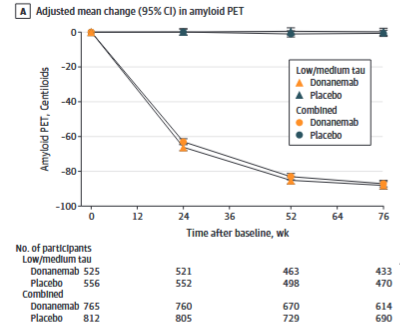 A Adjusted mean change (95% CI) in amyloid PET
Amyloid PET, Centiloids
0
-20
-40
-60
-80
-100
Low/medium tau
Donanemab
Placebo
Combined
Donanemab
Placebo
0 12 24 36 52 64 76
Time after baseline, wk
No. of participants
Low/medium tau
Donanemab 525 521 463 433
Placebo 556 552 498 470
Combined
Donanemab 765 760 670 614
Placebo 812 805 729 690